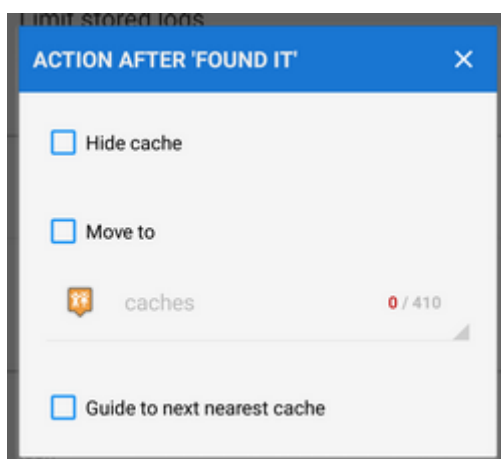 Limit stored logs
ACTION AFTER 'FOUND IT'
Hide cache
Move to
caches 0 / 410
Guide to next nearest cache